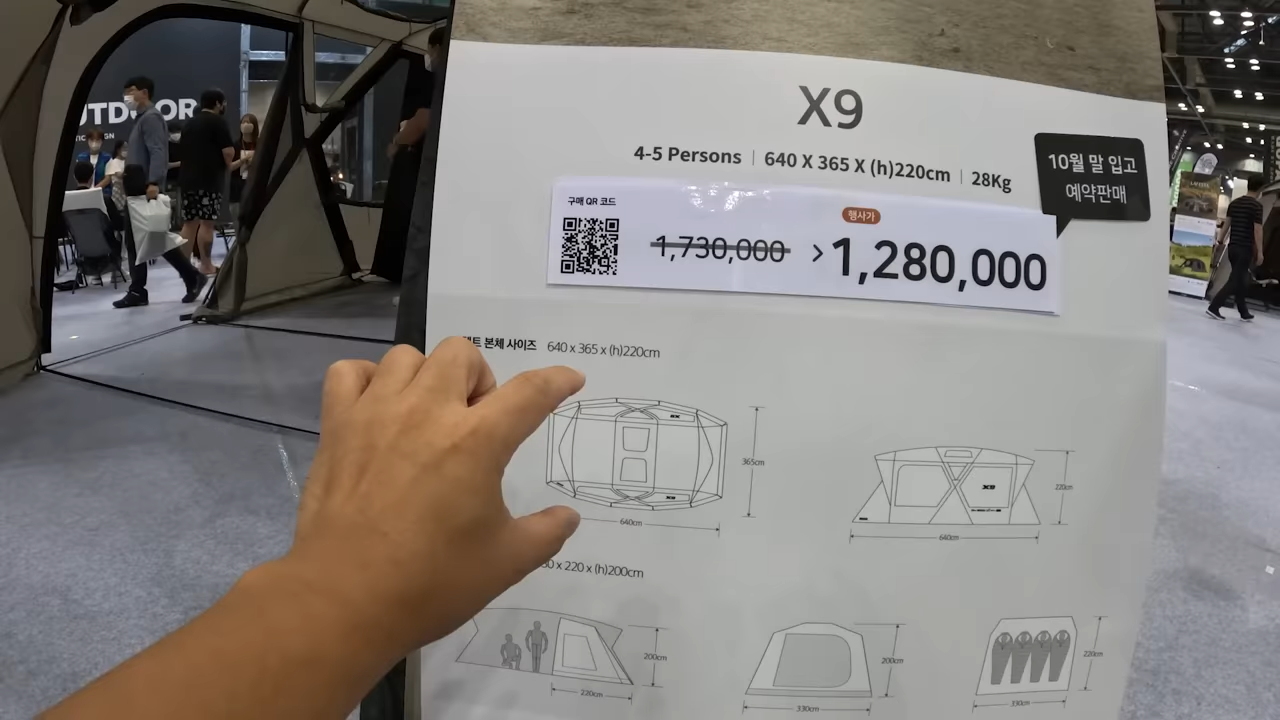 X9
4-5 Persons | 640 X 365 X (h)220cm | 28Kg
10월 말 입고
예약판매
구매 QR 코드
행사가
1,730,000 > 1,280,000
본체 사이즈 640 x 365 x (h)220cm
365cm
640cm
X9
220cm
640cm
x 220 x (h)200cm
200cm
220cm
200cm
330cm
220cm
330cm